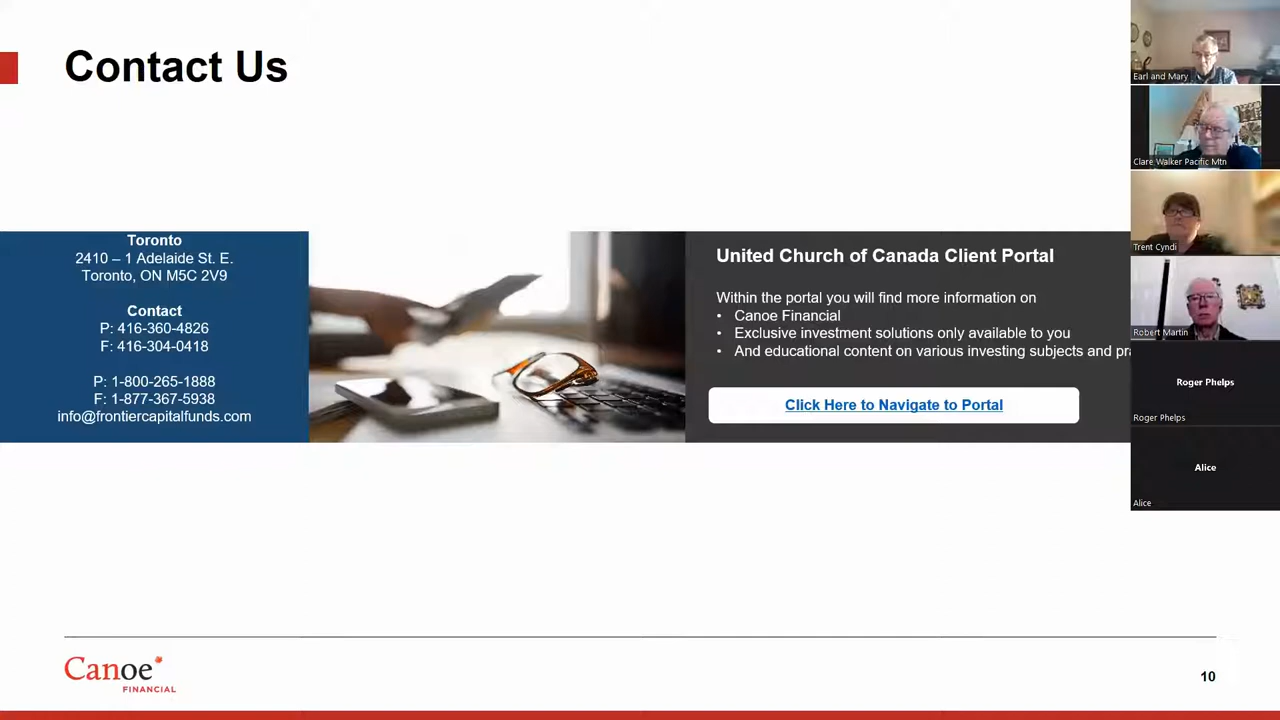 Contact Us
Toronto
2410 – 1 Adelaide St. E.
Toronto, ON M5C 2V9
Contact
P: 416-360-4826
F: 416-304-0418
P: 1-800-265-1888
F: 1-877-367-5938
info@frontiercapitalfunds.com
United Church of Canada Client Portal
Within the portal you will find more information on
• Canoe Financial
• Exclusive investment solutions only available to you
• And educational content on various investing subjects and
Click Here to Navigate to Portal
Earl and Mary
Clare Walker Pacific Mtn
Trent Cyndi
Robert Martin
Roger Phelps
Roger Phelps
Alice
Alice
Canoe
FINANCIAL
10